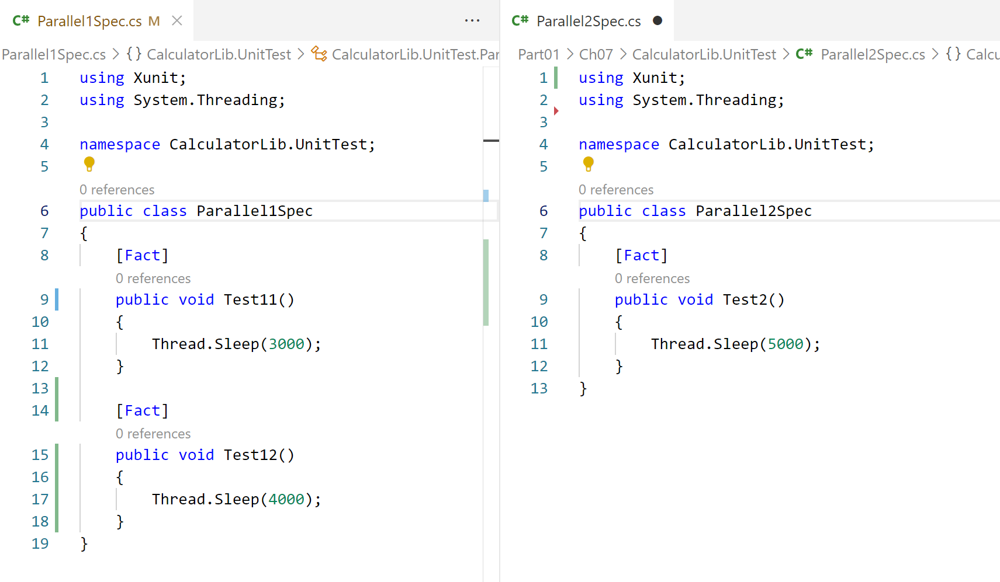 C# Parallel1Spec.cs M
Parallel1Spec.cs > {} CalculatorLib.UnitTest > CalculatorLib.UnitTest.Par
1 using Xunit;
2 using System.Threading;
3
4 namespace CalculatorLib.UnitTest;
5
0 references
6 public class Parallel1Spec
7 {
8 [Fact]
0 references
9 public void Test11()
10 {
11 Thread.Sleep(3000);
12 }
13
14 [Fact]
0 references
15 public void Test12()
16 {
17 Thread.Sleep(4000);
18 }
19 }
C# Parallel2Spec.cs
Part01 > Ch07 > CalculatorLib.UnitTest > C# Parallel2Spec.cs > {} Calcu
1 using Xunit;
2 using System.Threading;
3
4 namespace CalculatorLib.UnitTest;
5
0 references
6 public class Parallel2Spec
7 {
8 [Fact]
0 references
9 public void Test2()
10 {
11 Thread.Sleep(5000);
12 }
13 }